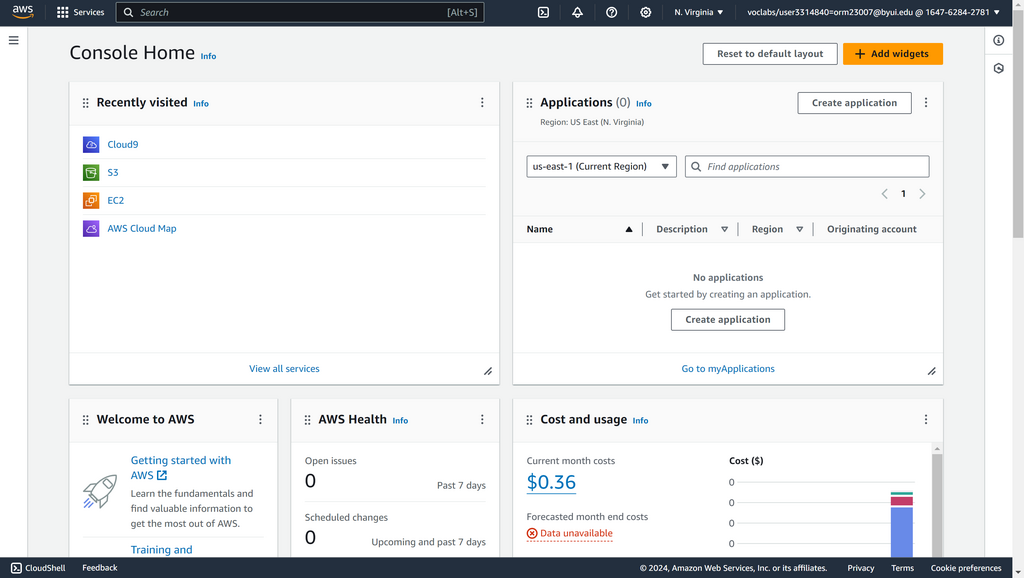 aws
Services
Search
[Alt+S]
N. Virginia
voclabs/user3314840=orm23007@byui.edu @ 1647-6284-2781
Console Home Info
Reset to default layout
Add widgets
Recently visited Info
Cloud9
S3
EC2
AWS Cloud Map
View all services
Applications (0) Info
Region: US East (N. Virginia)
Create application
us-east-1 (Current Region)
Find applications
1
Name
Description
Region
Originating account
No applications
Get started by creating an application.
Create application
Go to myApplications
Welcome to AWS
Getting started with
AWS
Learn the fundamentals and
find valuable information to
get the most out of AWS.
Training and
AWS Health Info
Open issues
0
Past 7 days
Scheduled changes
0
Upcoming and past 7 days
Cost and usage Info
Current month costs
$0.36
Forecasted month end costs
Data unavailable
Cost ($)
0
0
0
0
CloudShell
Feedback
© 2024, Amazon Web Services, Inc. or its affiliates.
Privacy
Terms
Cookie preferences